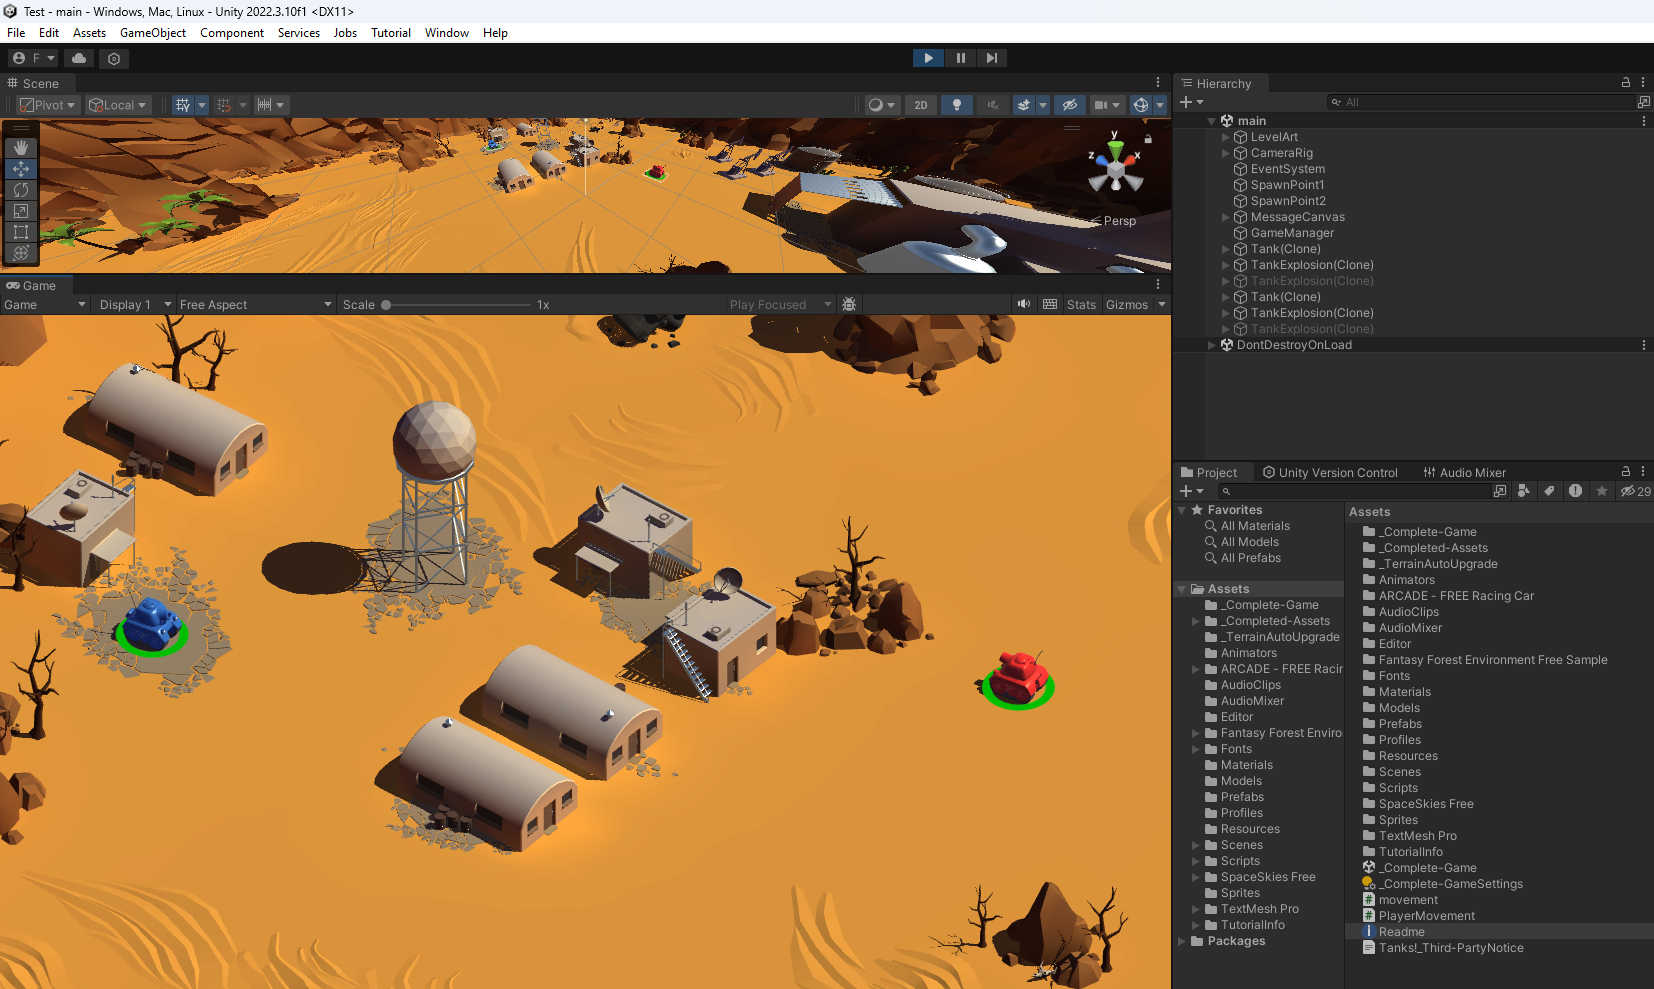 Test - main - Windows, Mac, Linux - Unity 2022.3.10f1 <DX11>
File Edit Assets GameObject Component Services Jobs Tutorial Window Help
F
Scene
Pivot Local 2D
y
z x
Persp
Game
Game Display 1 Free Aspect Scale 1x Play Focused Stats Gizmos
Hierarchy
All
main
LevelArt
CameraRig
EventSystem
SpawnPoint1
SpawnPoint2
MessageCanvas
GameManager
Tank(Clone)
TankExplosion(Clone)
TankExplosion(Clone)
Tank(Clone)
TankExplosion(Clone)
TankExplosion(Clone)
DontDestroyOnLoad
Project Unity Version Control Audio Mixer
29
Favorites
All Materials
All Models
All Prefabs
Assets
_Complete-Game
_Completed-Assets
_TerrainAutoUpgrade
Animators
ARCADE - FREE Racir
AudioClips
AudioMixer
Editor
Fantasy Forest Enviro
Fonts
Materials
Models
Prefabs
Profiles
Resources
Scenes
Scripts
SpaceSkies Free
Sprites
TextMesh Pro
TutorialInfo
Packages
Assets
_Complete-Game
_Completed-Assets
_TerrainAutoUpgrade
Animators
ARCADE - FREE Racing Car
AudioClips
AudioMixer
Editor
Fantasy Forest Environment Free Sample
Fonts
Materials
Models
Prefabs
Profiles
Resources
Scenes
Scripts
SpaceSkies Free
Sprites
TextMesh Pro
TutorialInfo
_Complete-Game
_Complete-GameSettings
movement
PlayerMovement
Readme
Tanks!_Third-PartyNotice